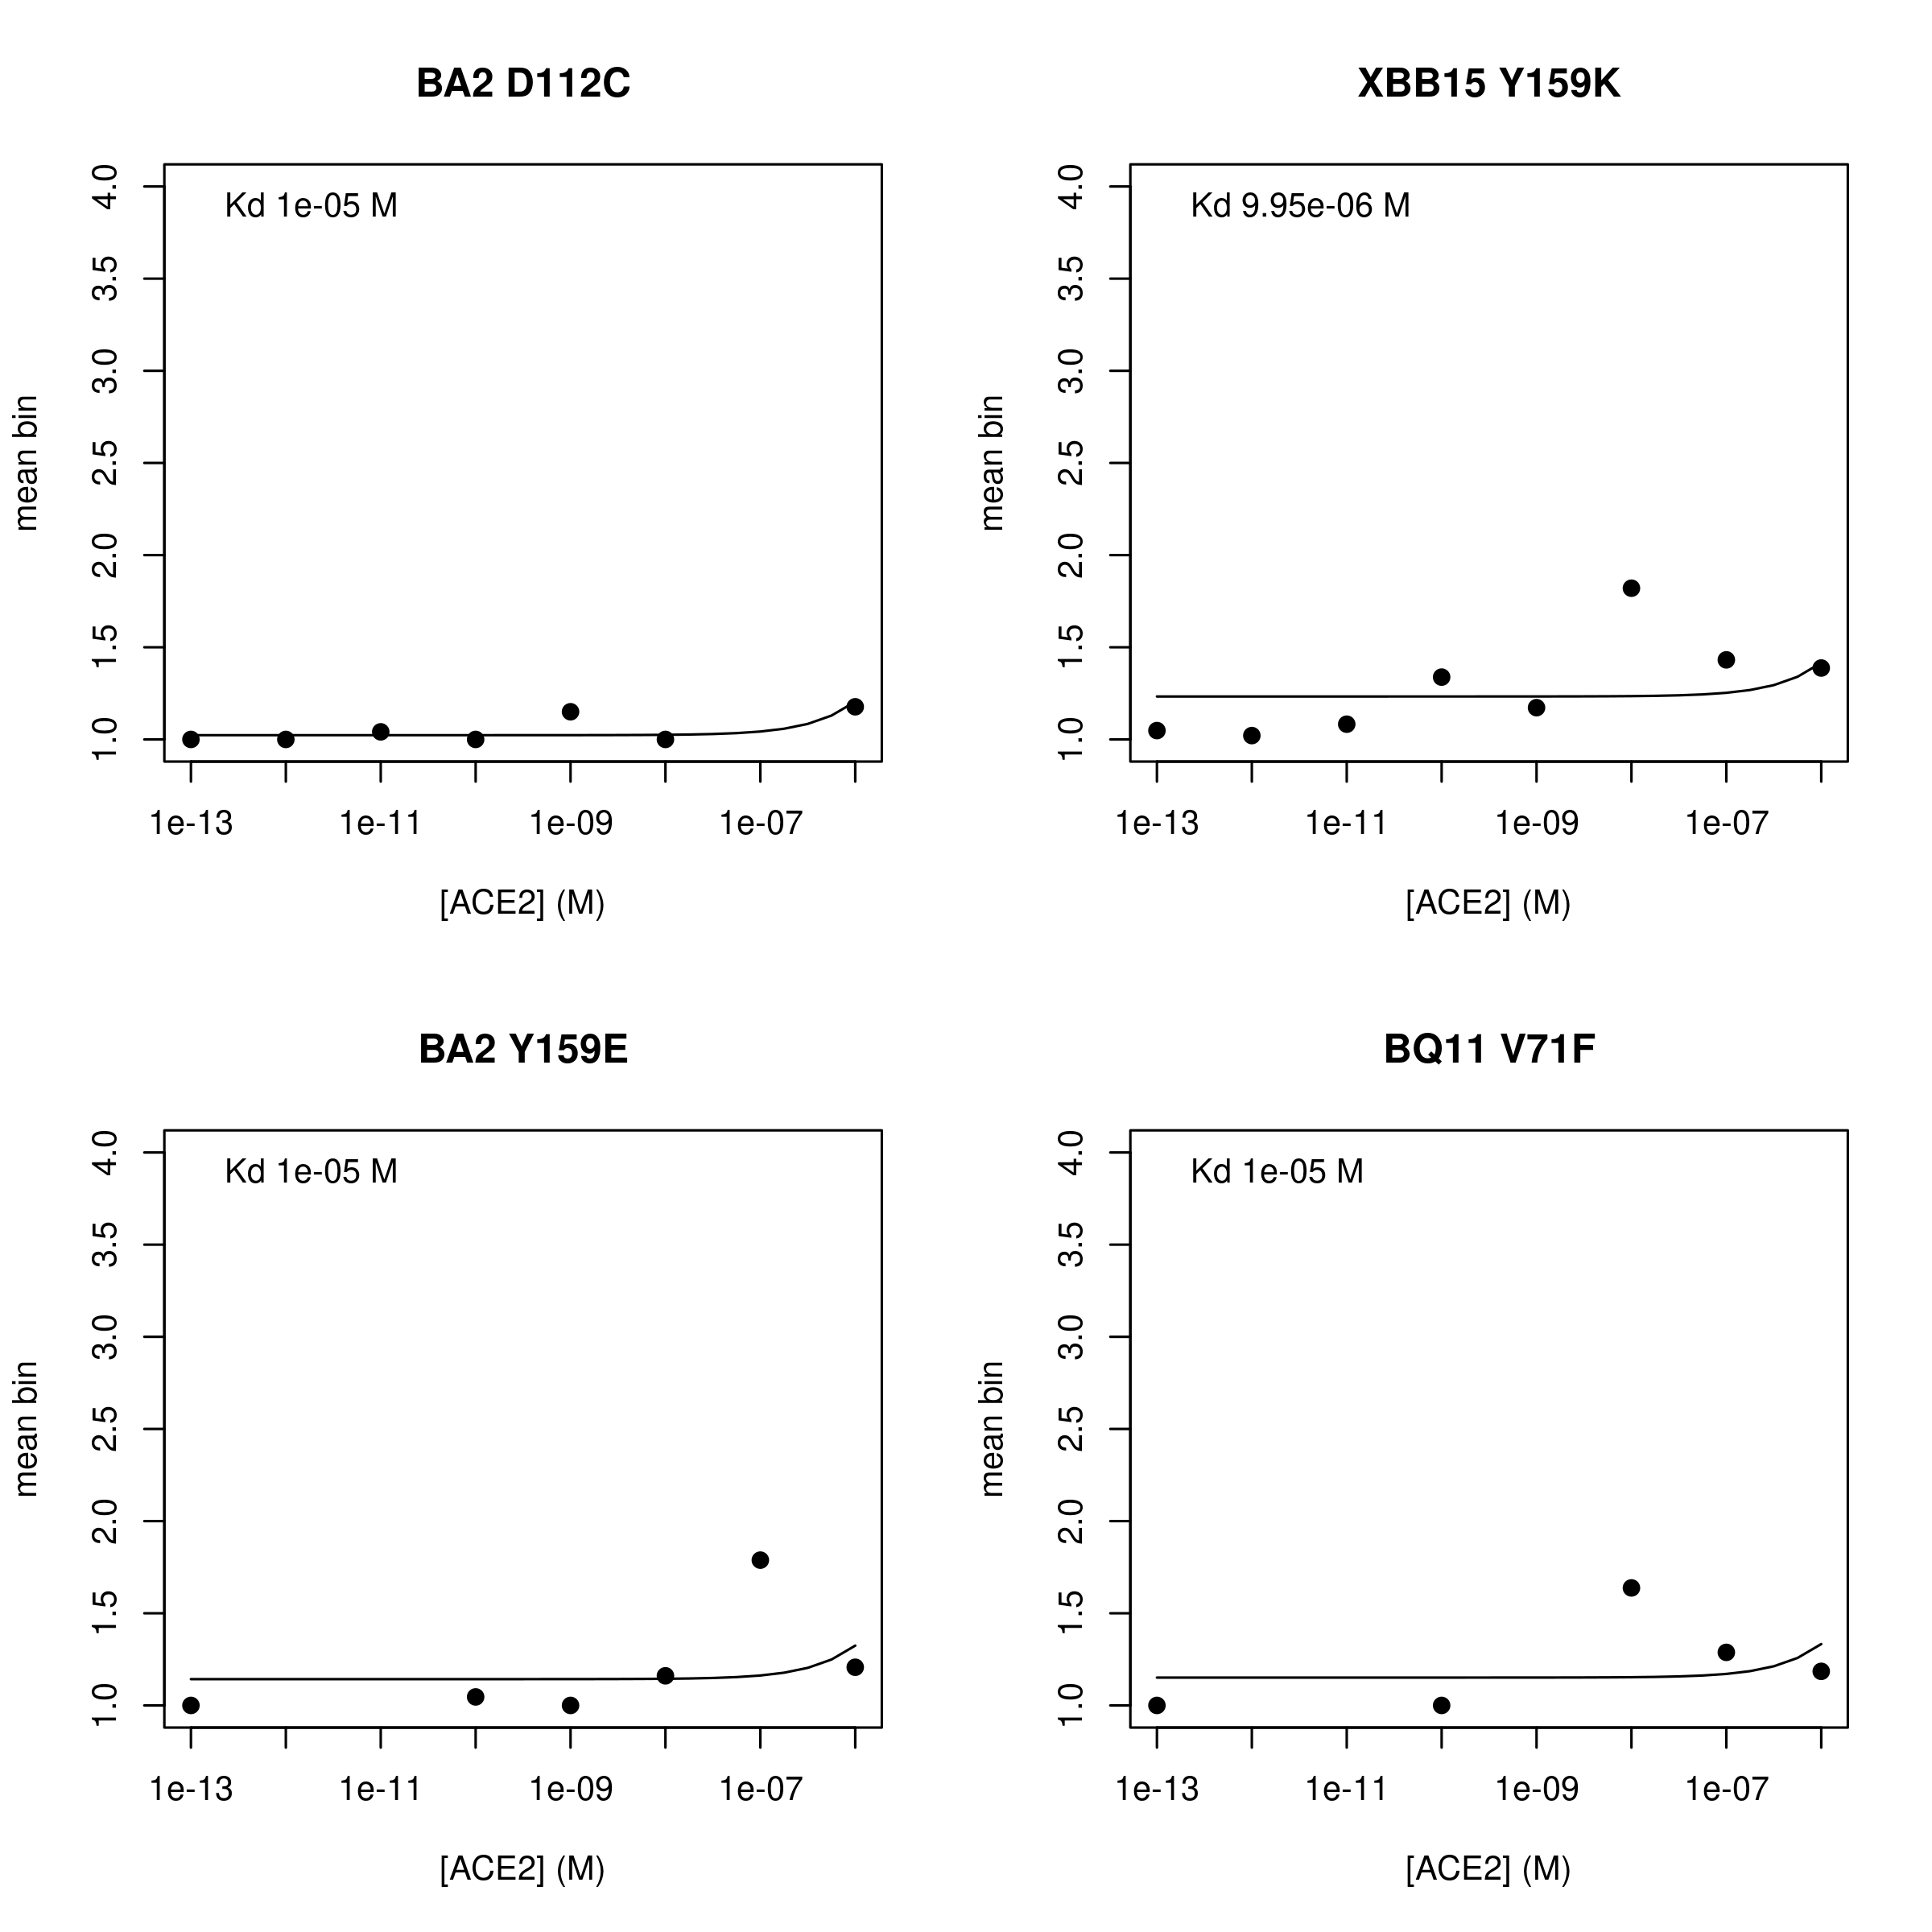 BA2 D112C
Kd 1e-05 M
mean bin
4.0
3.5
3.0
2.5
2.0
1.5
1.0
1e-13 1e-11 1e-09 1e-07
[ACE2] (M)
XBB15 Y159K
Kd 9.95e-06 M
mean bin
4.0
3.5
3.0
2.5
2.0
1.5
1.0
1e-13 1e-11 1e-09 1e-07
[ACE2] (M)
BA2 Y159E
Kd 1e-05 M
mean bin
4.0
3.5
3.0
2.5
2.0
1.5
1.0
1e-13 1e-11 1e-09 1e-07
[ACE2] (M)
BQ11 V71F
Kd 1e-05 M
mean bin
4.0
3.5
3.0
2.5
2.0
1.5
1.0
1e-13 1e-11 1e-09 1e-07
[ACE2] (M)